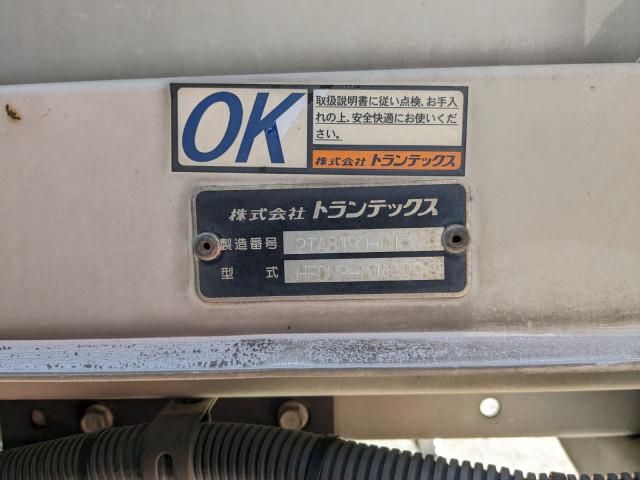 OK
取扱説明書に従い点検、お手入
れの上、安全快適にお使いくだ
さい。
株式会社 トランテックス
株式会社 トランテックス
製造番号
型式